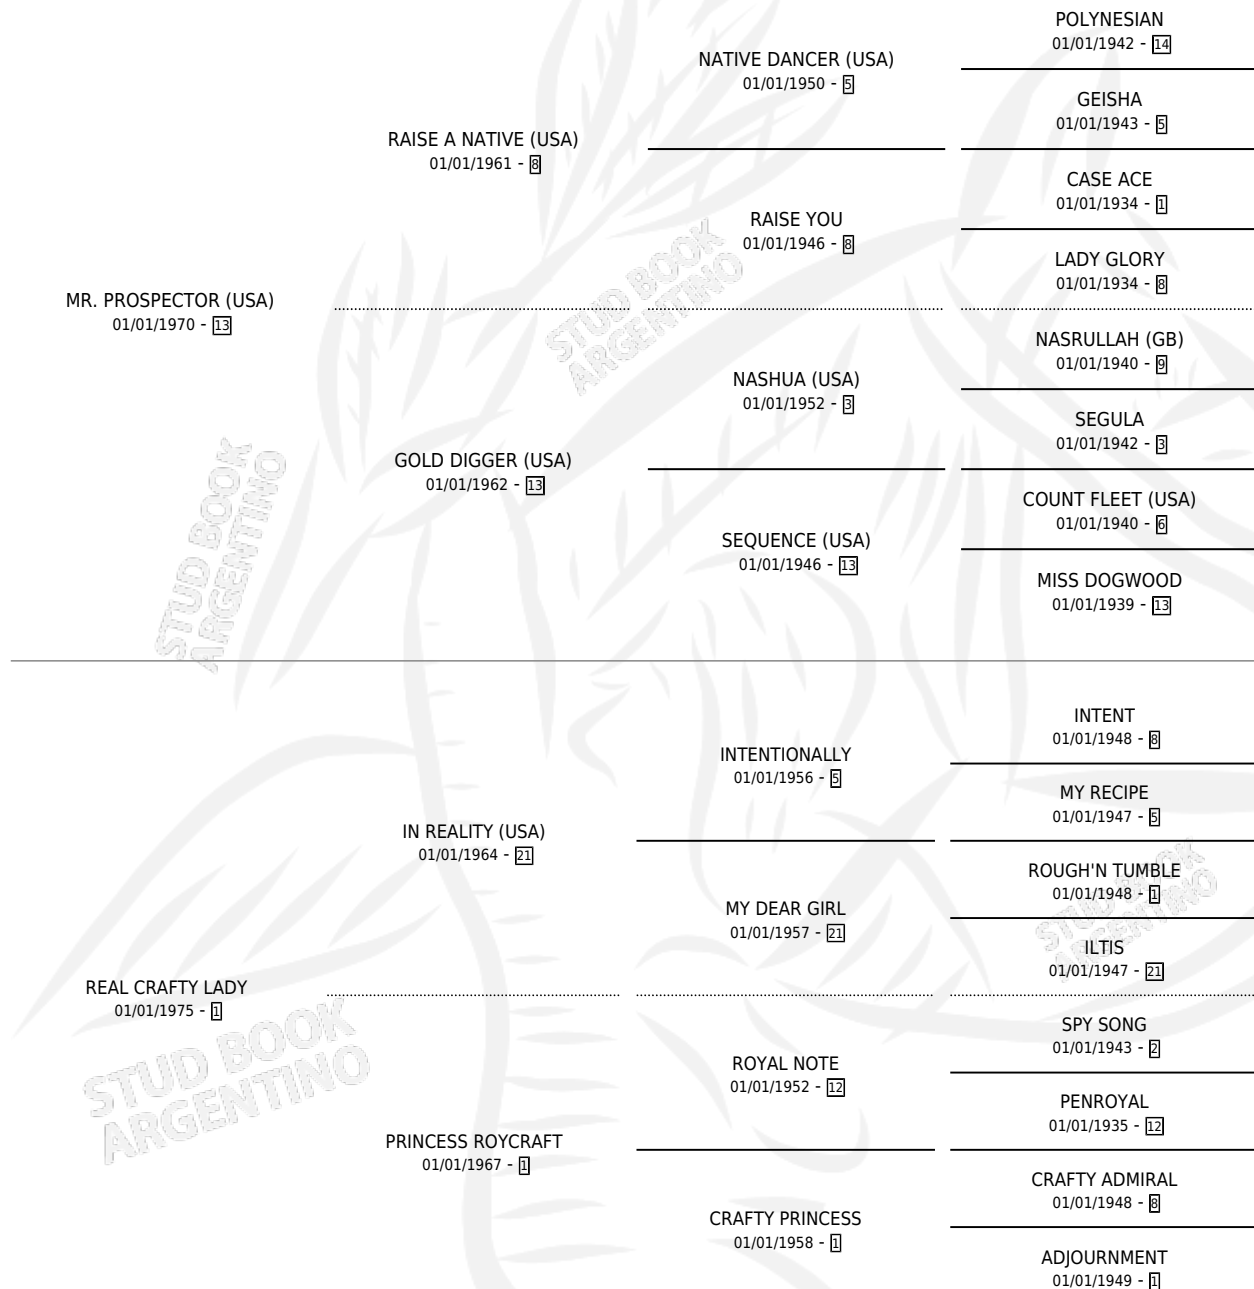 POLYNESIAN
01/01/1942 - 14
NATIVE DANCER (USA)
01/01/1950 - 5
GEISHA
01/01/1943 - 5
RAISE A NATIVE (USA)
01/01/1961 - 8
CASE ACE
01/01/1934 - 1
RAISE YOU
01/01/1946 - 8
LADY GLORY
01/01/1934 - 8
MR. PROSPECTOR (USA)
01/01/1970 - 13
NASRULLAH (GB)
01/01/1940 - 9
NASHUA (USA)
01/01/1952 - 3
SEGULA
01/01/1942 - 3
GOLD DIGGER (USA)
01/01/1962 - 13
COUNT FLEET (USA)
01/01/1940 - 6
SEQUENCE (USA)
01/01/1946 - 13
MISS DOGWOOD
01/01/1939 - 13
INTENT
01/01/1948 - 8
INTENTIONALLY
01/01/1956 - 5
MY RECIPE
01/01/1947 - 5
IN REALITY (USA)
01/01/1964 - 21
ROUGH'N TUMBLE
01/01/1948 - 1
MY DEAR GIRL
01/01/1957 - 21
ILTIS
01/01/1947 - 21
REAL CRAFTY LADY
01/01/1975 - 1
SPY SONG
01/01/1943 - 2
ROYAL NOTE
01/01/1952 - 12
PENROYAL
01/01/1935 - 12
PRINCESS ROYCRAFT
01/01/1967 - 1
CRAFTY ADMIRAL
01/01/1948 - 8
CRAFTY PRINCESS
01/01/1958 - 1
ADJOURNMENT
01/01/1949 - 1
STUD BOOK
ARGENTINO
STUD BOOK
ARGENTINO
STUD BOOK
ARGENTINO
STUD BOOK
ARGENTINO